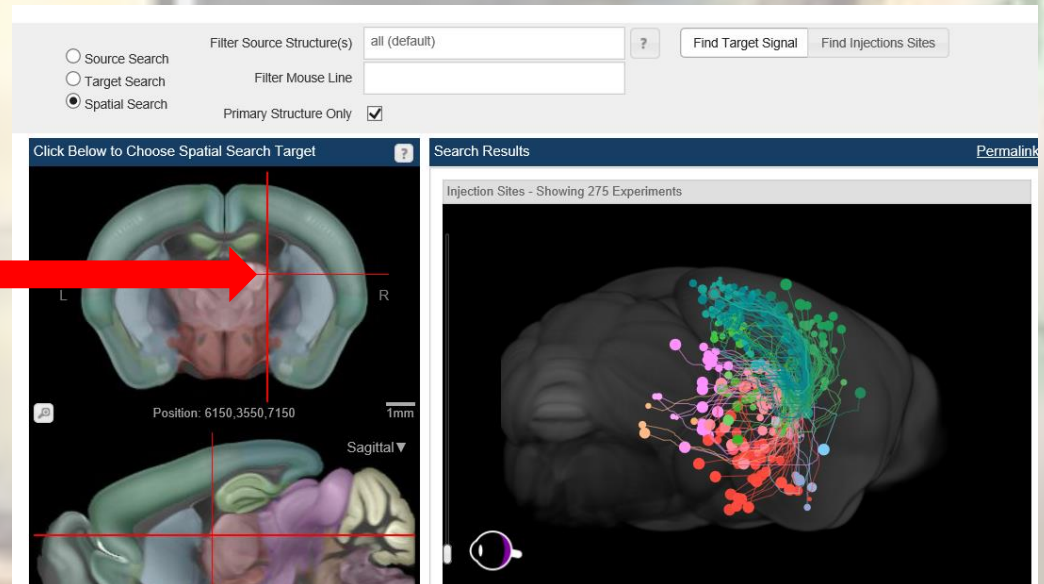 Source Search
Target Search
Spatial Search
Filter Source Structure(s) all (default) ?
Filter Mouse Line
Primary Structure Only
Find Target Signal Find Injections Sites
Click Below to Choose Spatial Search Target ?
L R
Position: 6150,3550,7150 1mm
Sagittal▼
Search Results Permalink
Injection Sites - Showing 275 Experiments